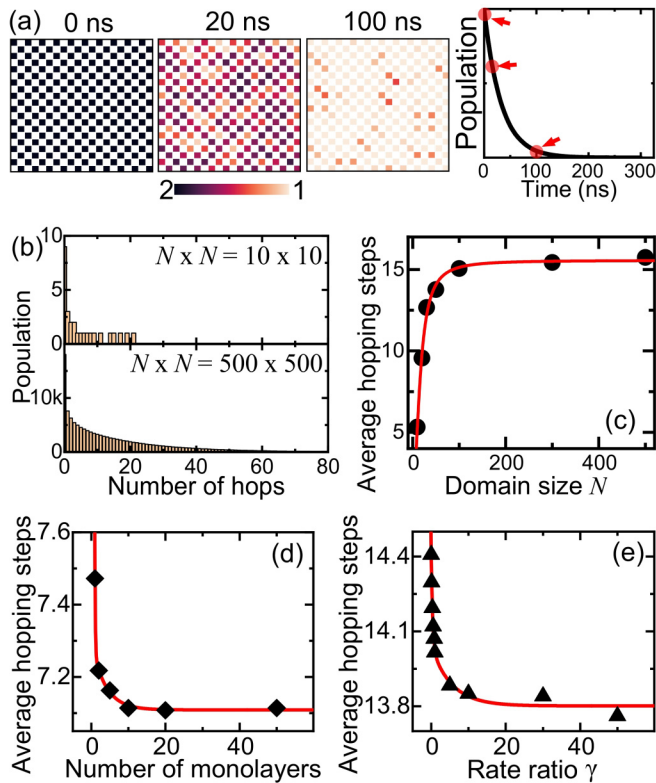 (a)
0 ns
20 ns
100 ns
2
1
Population
0
100
200
300
Time (ns)
(b)
10
5
0
N x N = 10 x 10
Population
10k
0
N x N = 500 x 500
0
20
40
60
80
Number of hops
Average hopping steps
15
10
5
(c)
0
200
400
Domain size N
Average hopping steps
7.6
7.4
7.2
7.0
(d)
0
20
40
Number of monolayers
Average hopping steps
14.4
14.1
13.8
(e)
0
20
40
Rate ratio γ